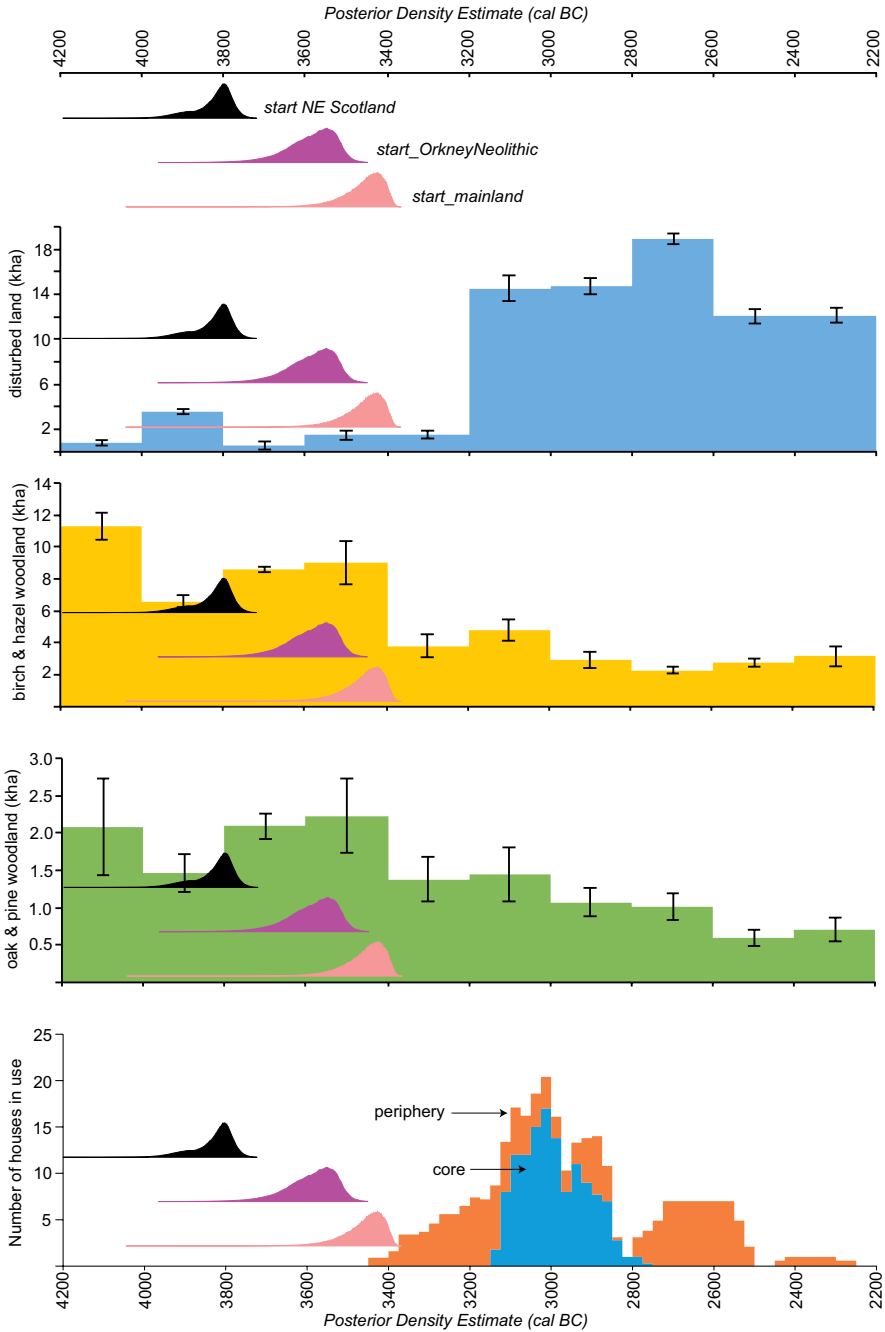 Posterior Density Estimate (cal BC)
4200 4000 3800 3600 3400 3200 3000 2800 2600 2400 2200
start NE Scotland
start_OrkneyNeolithic
start_mainland
disturbed land (kha)
18
14
10
6
2
birch & hazel woodland (kha)
14
12
10
8
6
4
2
oak & pine woodland (kha)
3.0
2.5
2.0
1.5
1.0
0.5
Number of houses in use
25
20
15
10
5
periphery
core
4200 4000 3800 3600 3400 3200 3000 2800 2600 2400 2200
Posterior Density Estimate (cal BC)